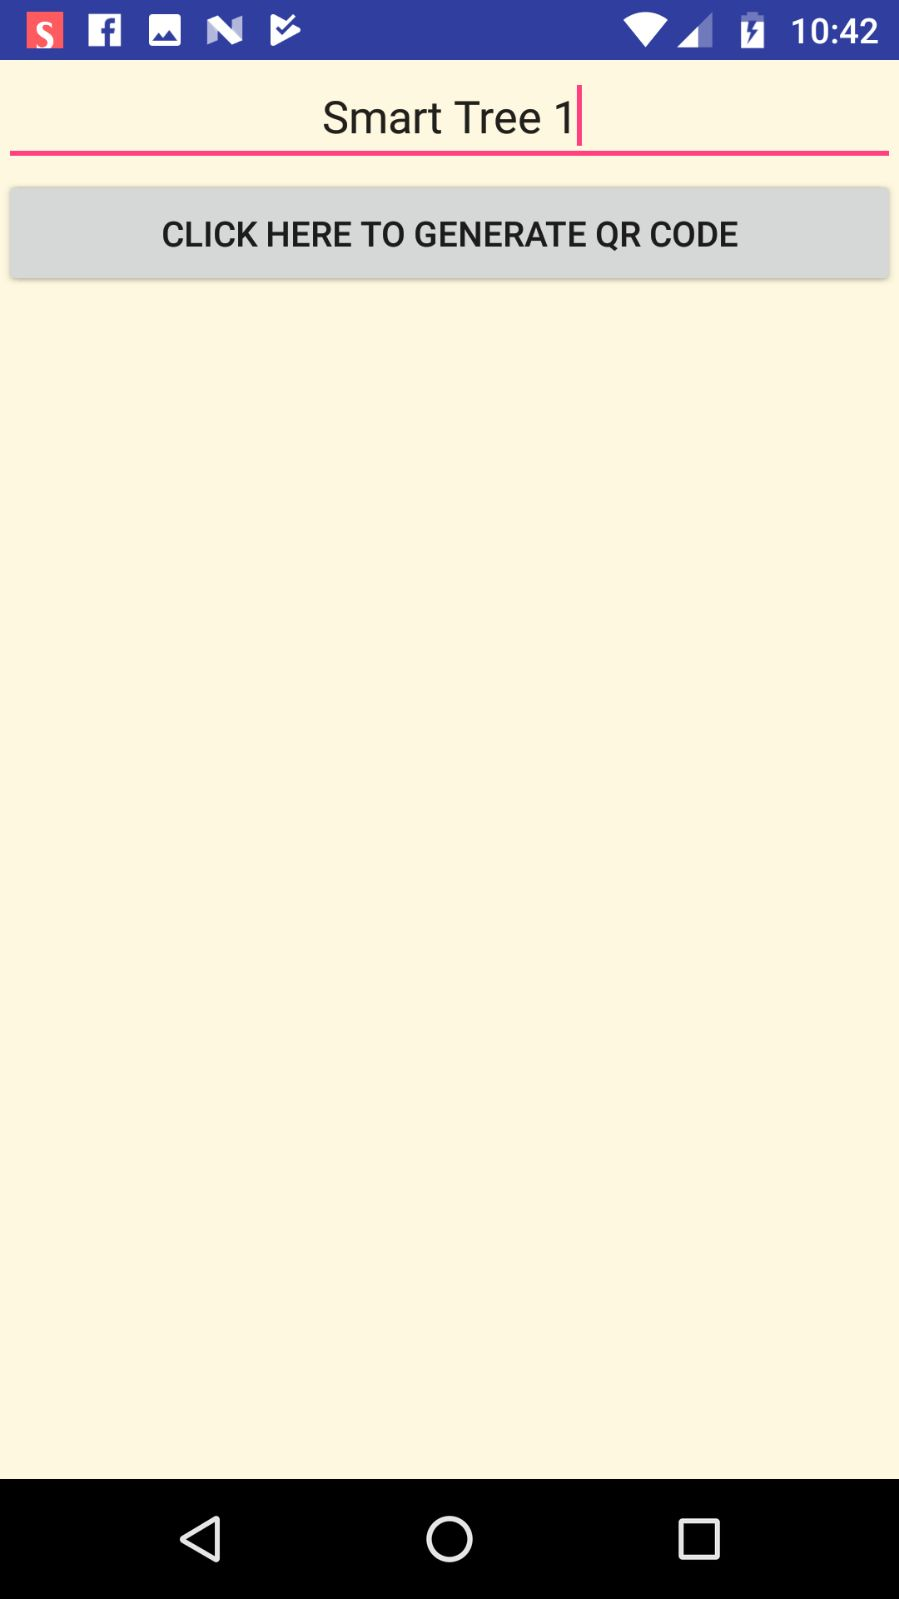 10:42
Smart Tree 1
CLICK HERE TO GENERATE QR CODE